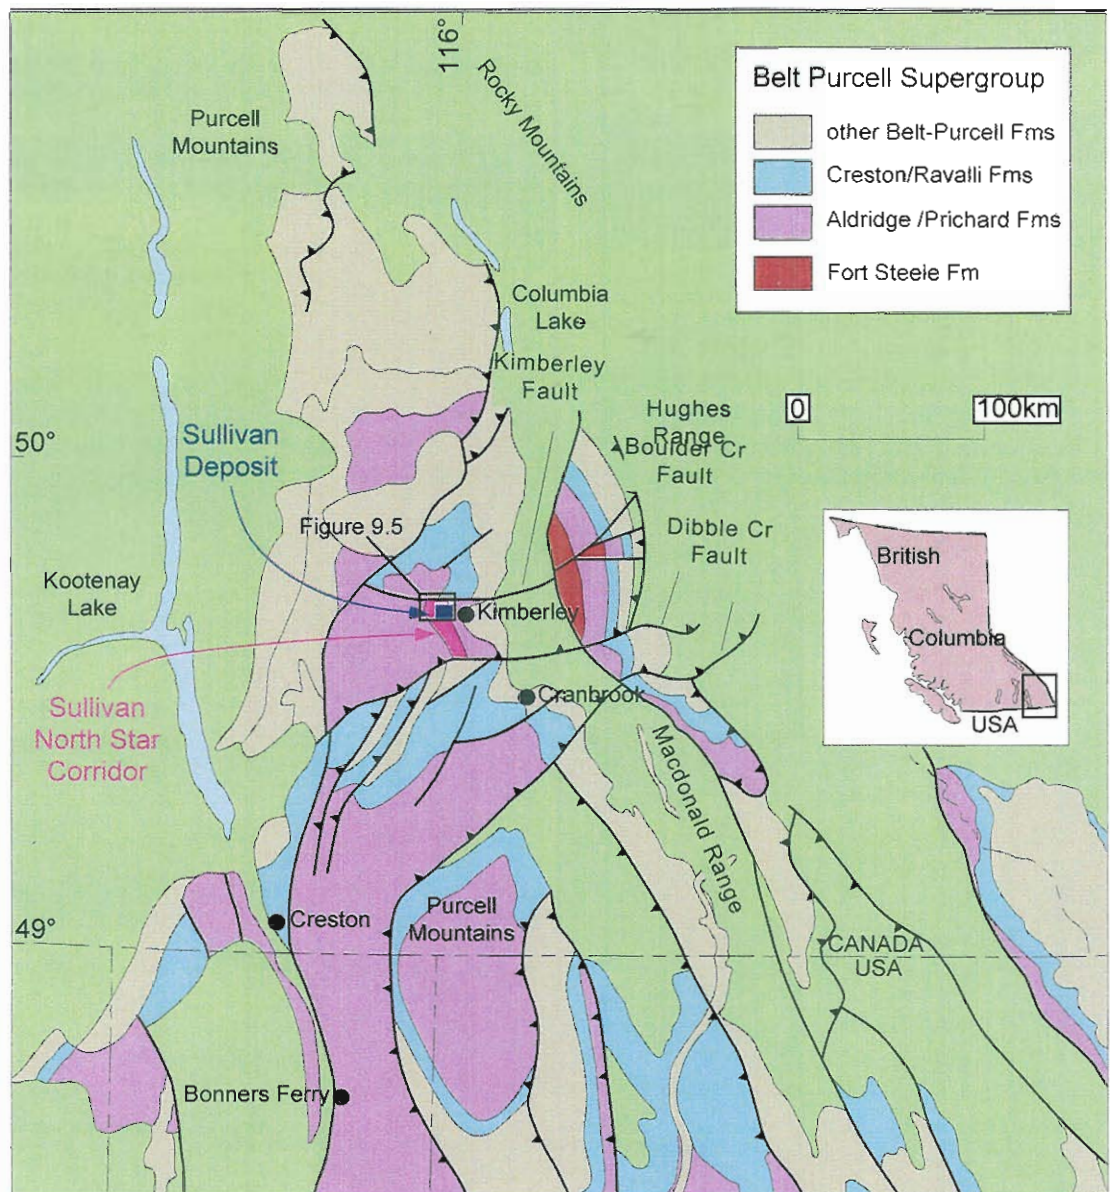 116°
Rocky Mountains
Purcell
Mountains
Belt Purcell Supergroup
other Belt-Purcell Fms
Creston/Ravalli Fms
Aldridge /Prichard Fms
Fort Steele Fm
Columbia
Lake
Kimberley
Fault
0
100km
Hughes
Range
Boulder Cr
Fault
50°
Sullivan
Deposit
Figure 9.5
Dibble Cr
Fault
British
Columbia
USA
Kootenay
Lake
Kimberley
Cranbrook
Sullivan
North Star
Corridor
Macdonald Range
49°
Creston
Purcell
Mountains
CANADA
USA
Bonners Ferry